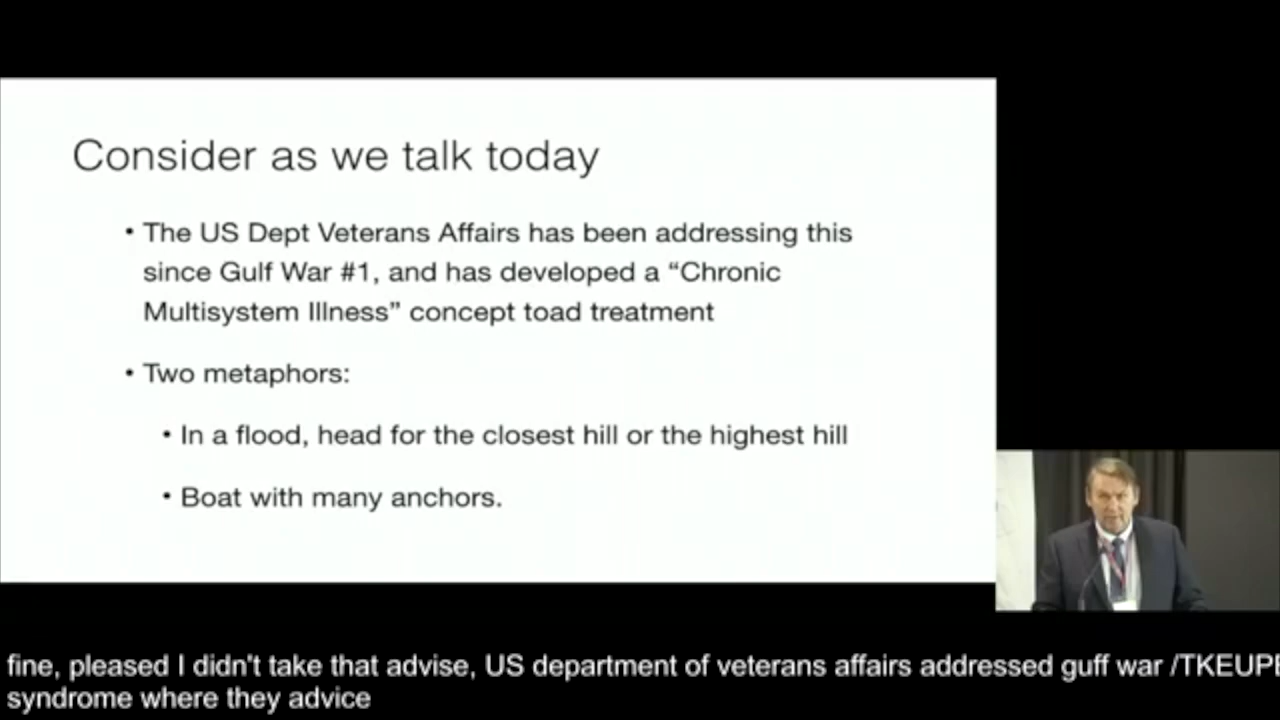 Consider as we talk today
• The US Dept Veterans Affairs has been addressing this
since Gulf War #1, and has developed a “Chronic
Multisystem Illness” concept toad treatment
• Two metaphors:
• In a flood, head for the closest hill or the highest hill
• Boat with many anchors.
fine, pleased I didn't take that advise, US department of veterans affairs addressed guff war
syndrome where they advice